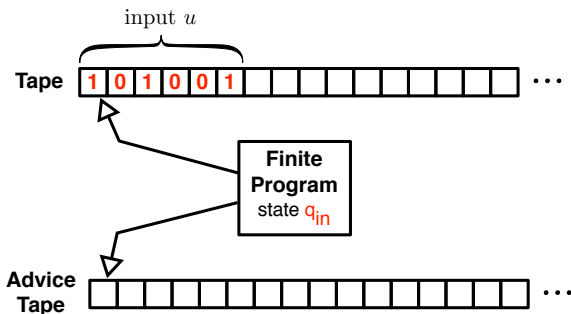 input u
Tape
1 0 1 0 0 1
...
Finite
Program
state q_in
Advice
Tape
...